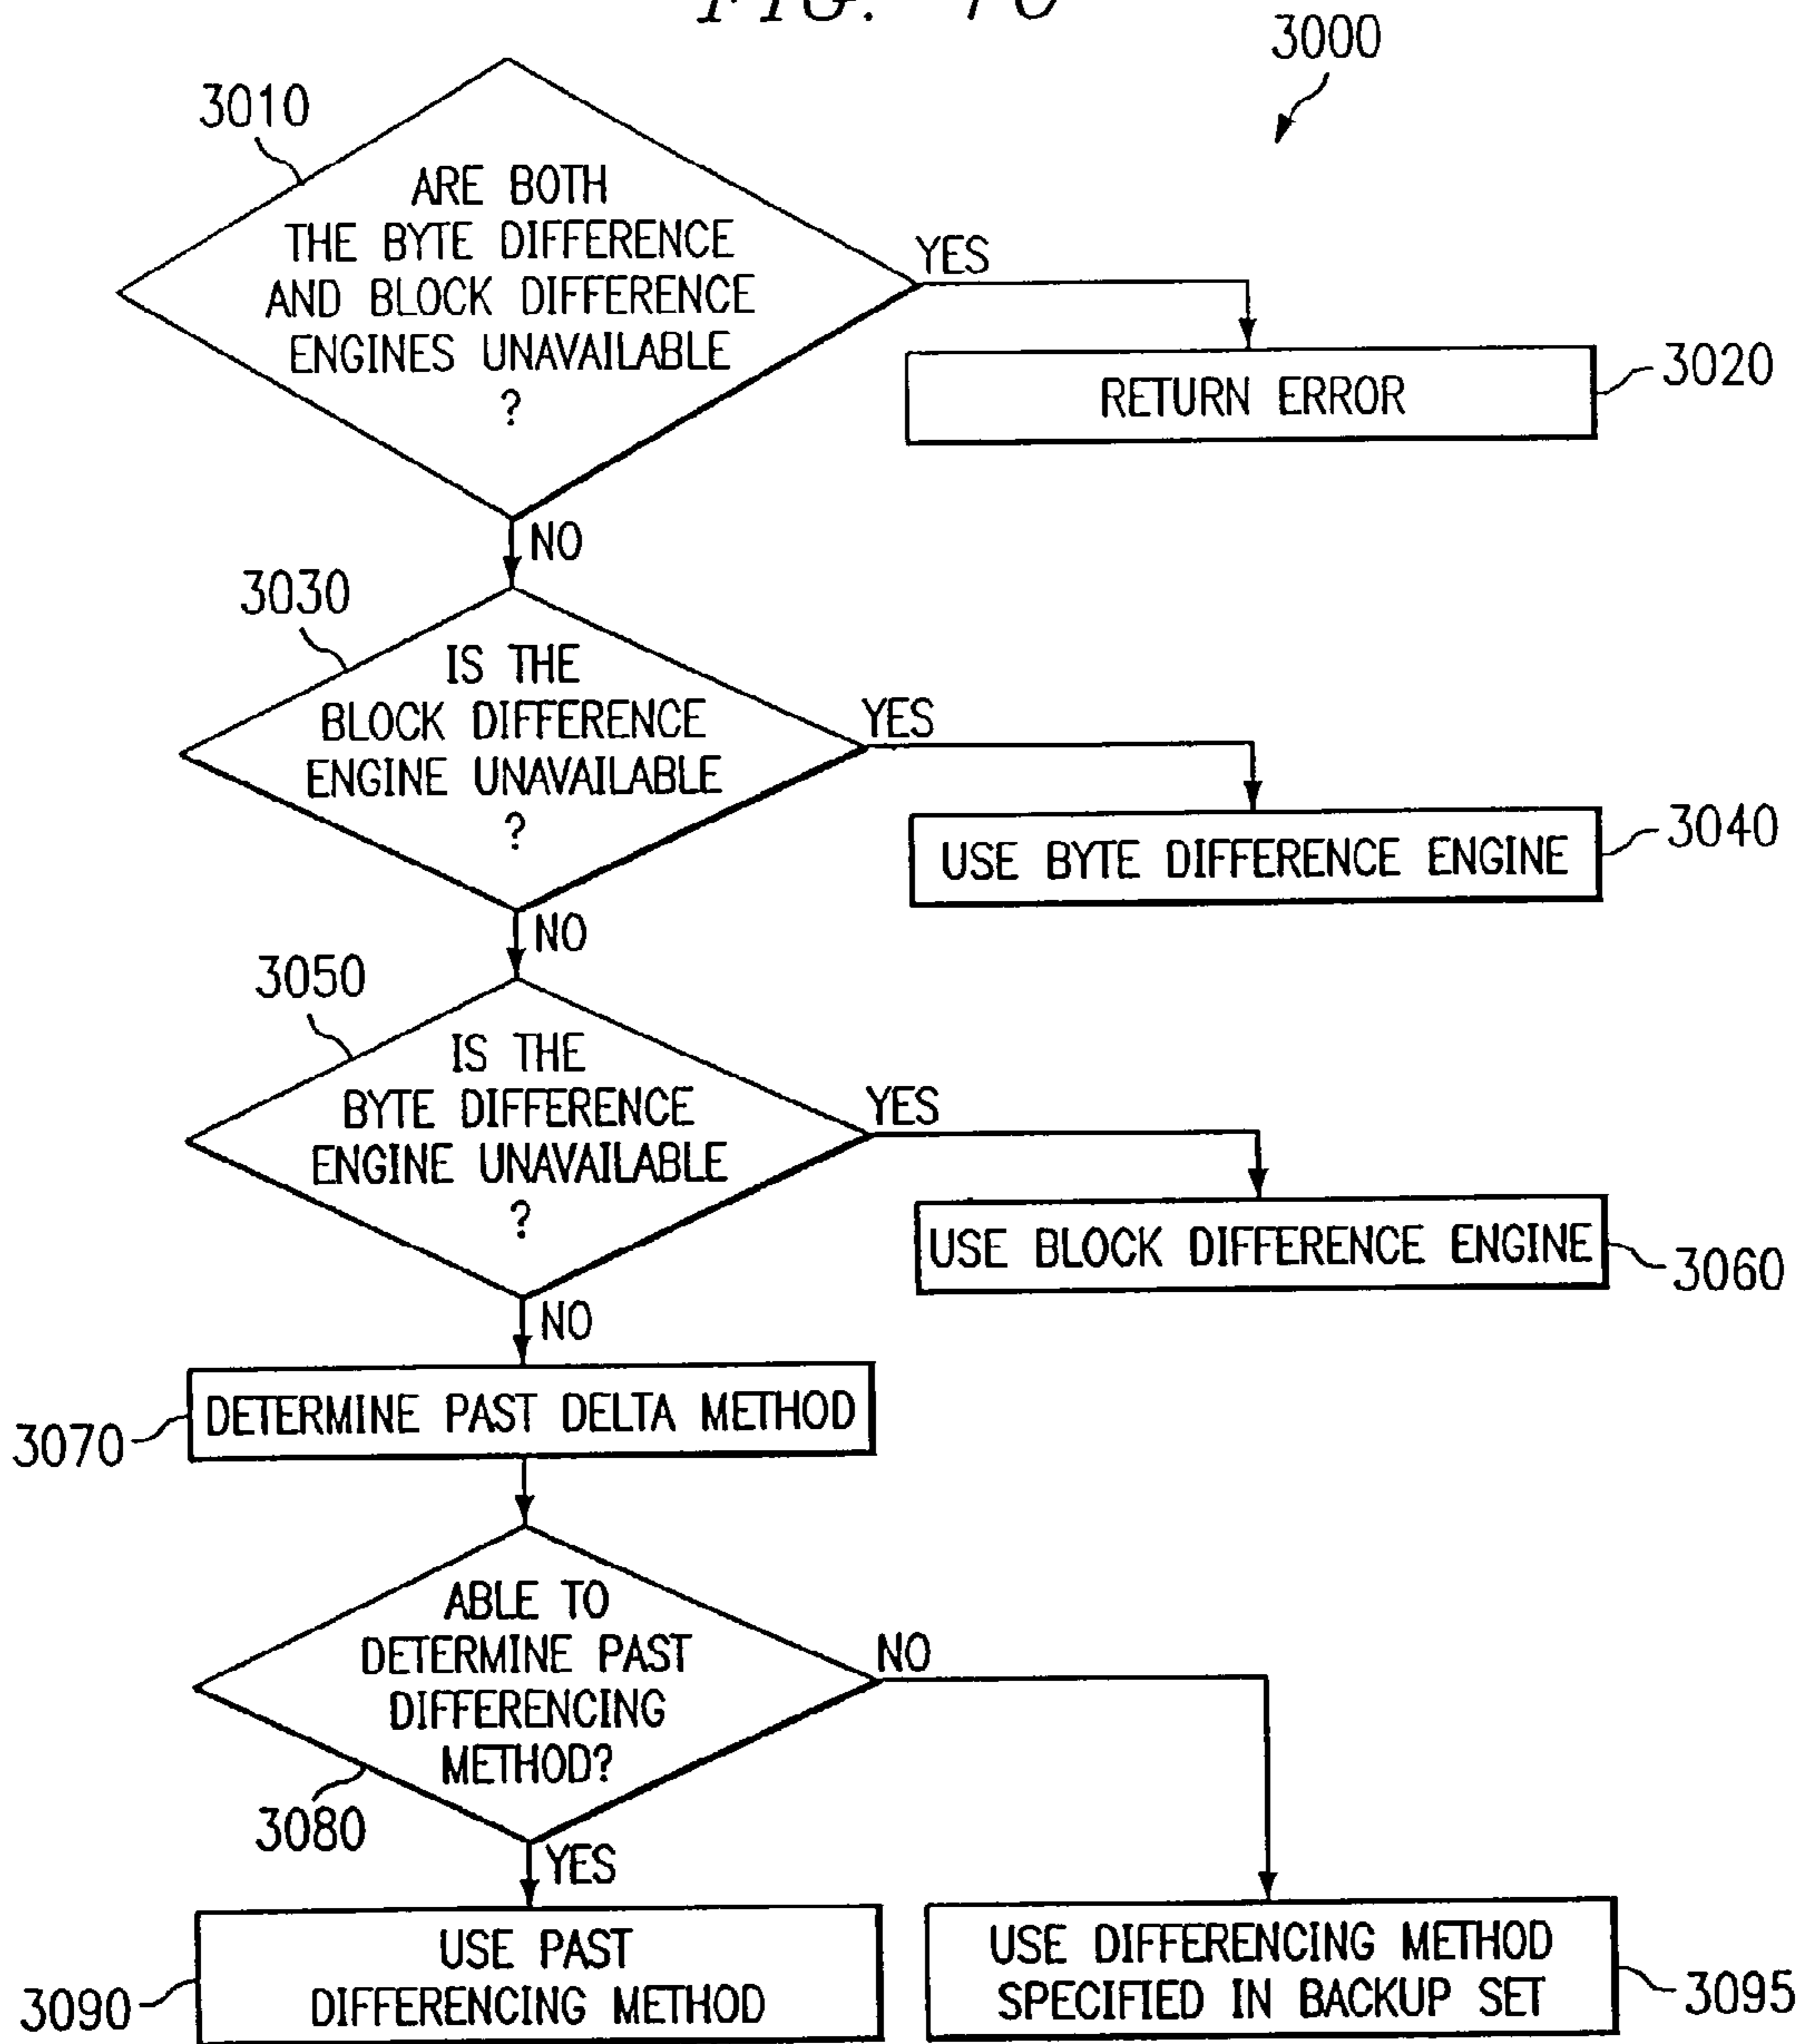 3000
3010
ARE BOTH
THE BYTE DIFFERENCE
AND BLOCK DIFFERENCE
ENGINES UNAVAILABLE
?
YES
RETURN ERROR
3020
NO
3030
IS THE
BLOCK DIFFERENCE
ENGINE UNAVAILABLE
?
YES
USE BYTE DIFFERENCE ENGINE
3040
NO
3050
IS THE
BYTE DIFFERENCE
ENGINE UNAVAILABLE
?
YES
USE BLOCK DIFFERENCE ENGINE
3060
NO
DETERMINE PAST DELTA METHOD
3070
ABLE TO
DETERMINE PAST
DIFFERENCING
METHOD?
NO
3080
YES
USE PAST
DIFFERENCING METHOD
3090
USE DIFFERENCING METHOD
SPECIFIED IN BACKUP SET
3095